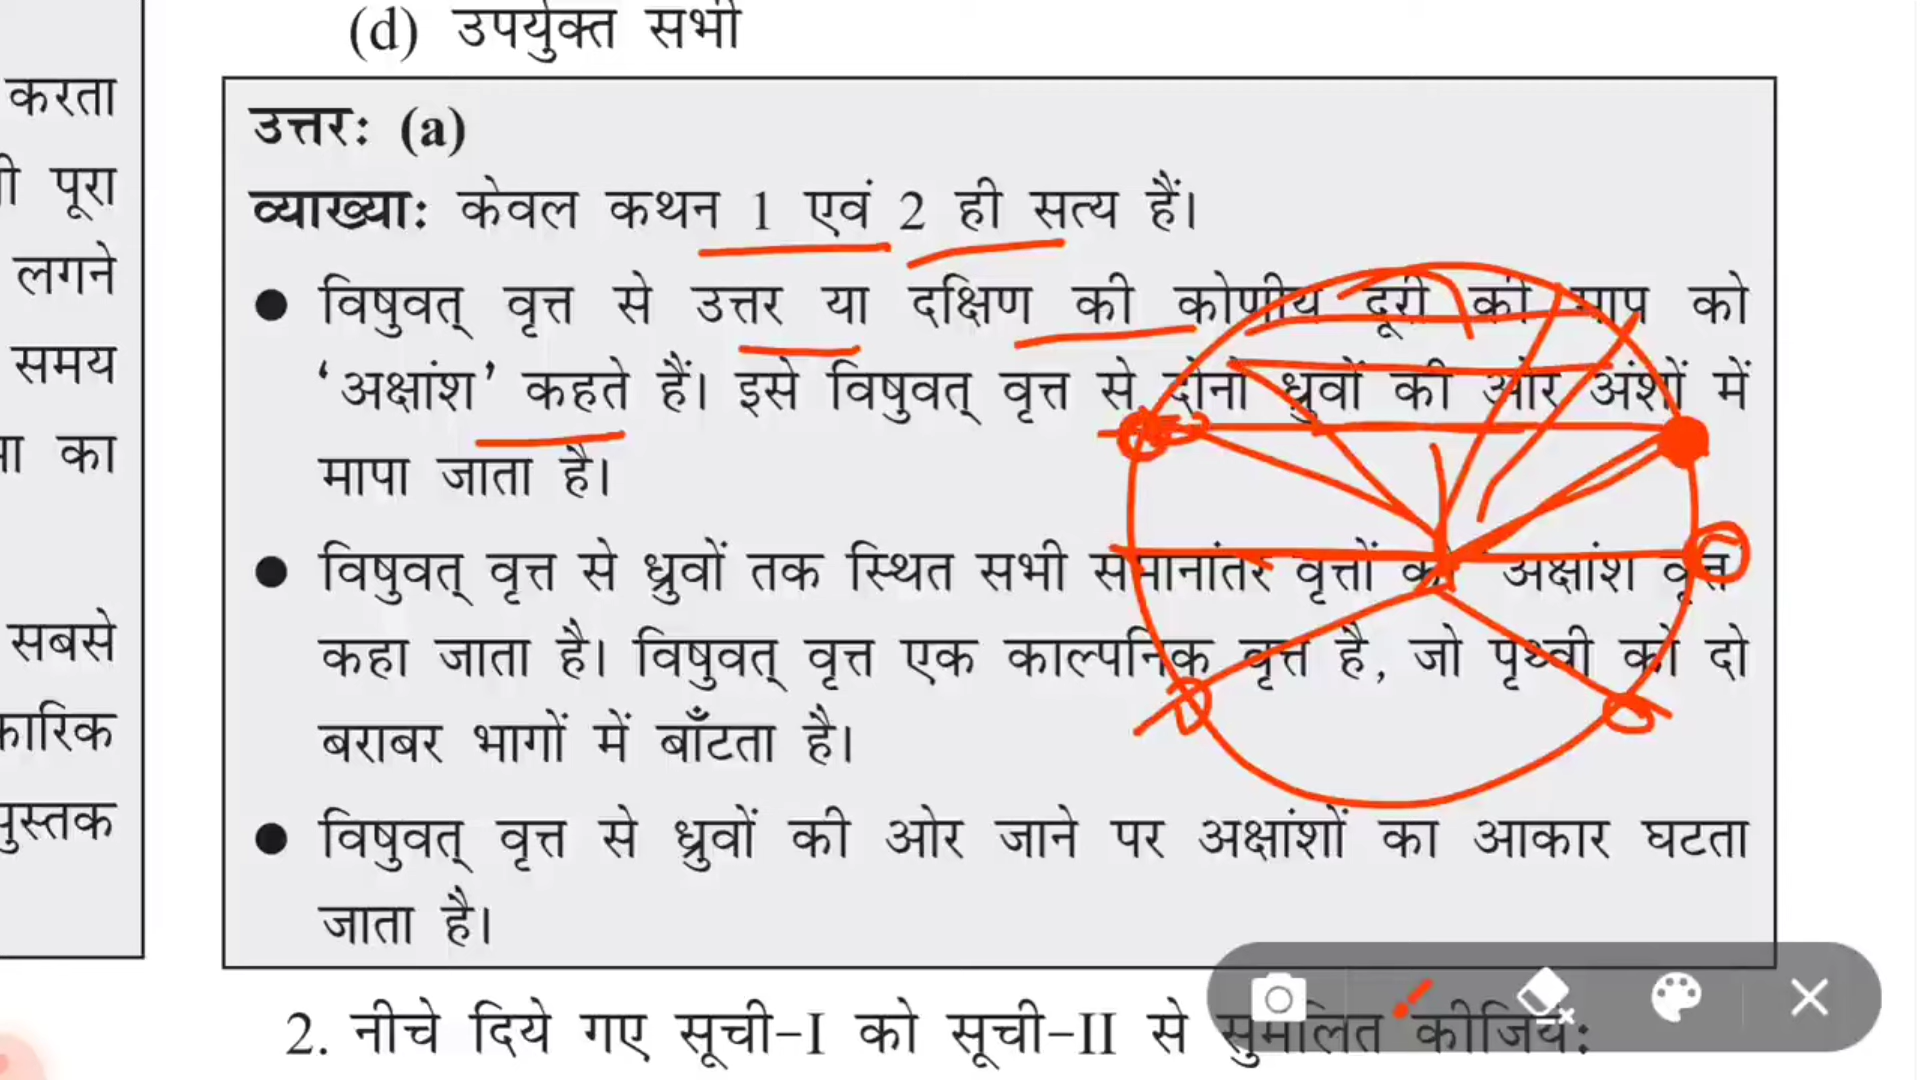 (d) उपर्युक्त सभी
करता
पूरा
लगने
समय
का
सबसे
पुस्तक
उत्तरः (a)
व्याख्याः केवल कथन 1 एवं 2 ही सत्य हैं।
● विषुवत् वृत्त से उत्तर या दक्षिण की कोणीय दूरी की माप को
‘अक्षांश’ कहते हैं। इसे विषुवत् वृत्त से दोनों ध्रुवों की ओर अंशों में
मापा जाता है।
● विषुवत् वृत्त से ध्रुवों तक स्थित सभी समानांतर वृत्तों को अक्षांश वृत्त
कहा जाता है। विषुवत् वृत्त एक काल्पनिक वृत्त है, जो पृथ्वी को दो
बराबर भागों में बाँटता है।
● विषुवत् वृत्त से ध्रुवों की ओर जाने पर अक्षांशों का आकार घटता
जाता है।
2. नीचे दिये गए सूची-I को सूची-II से सुमेलित कीजिये: